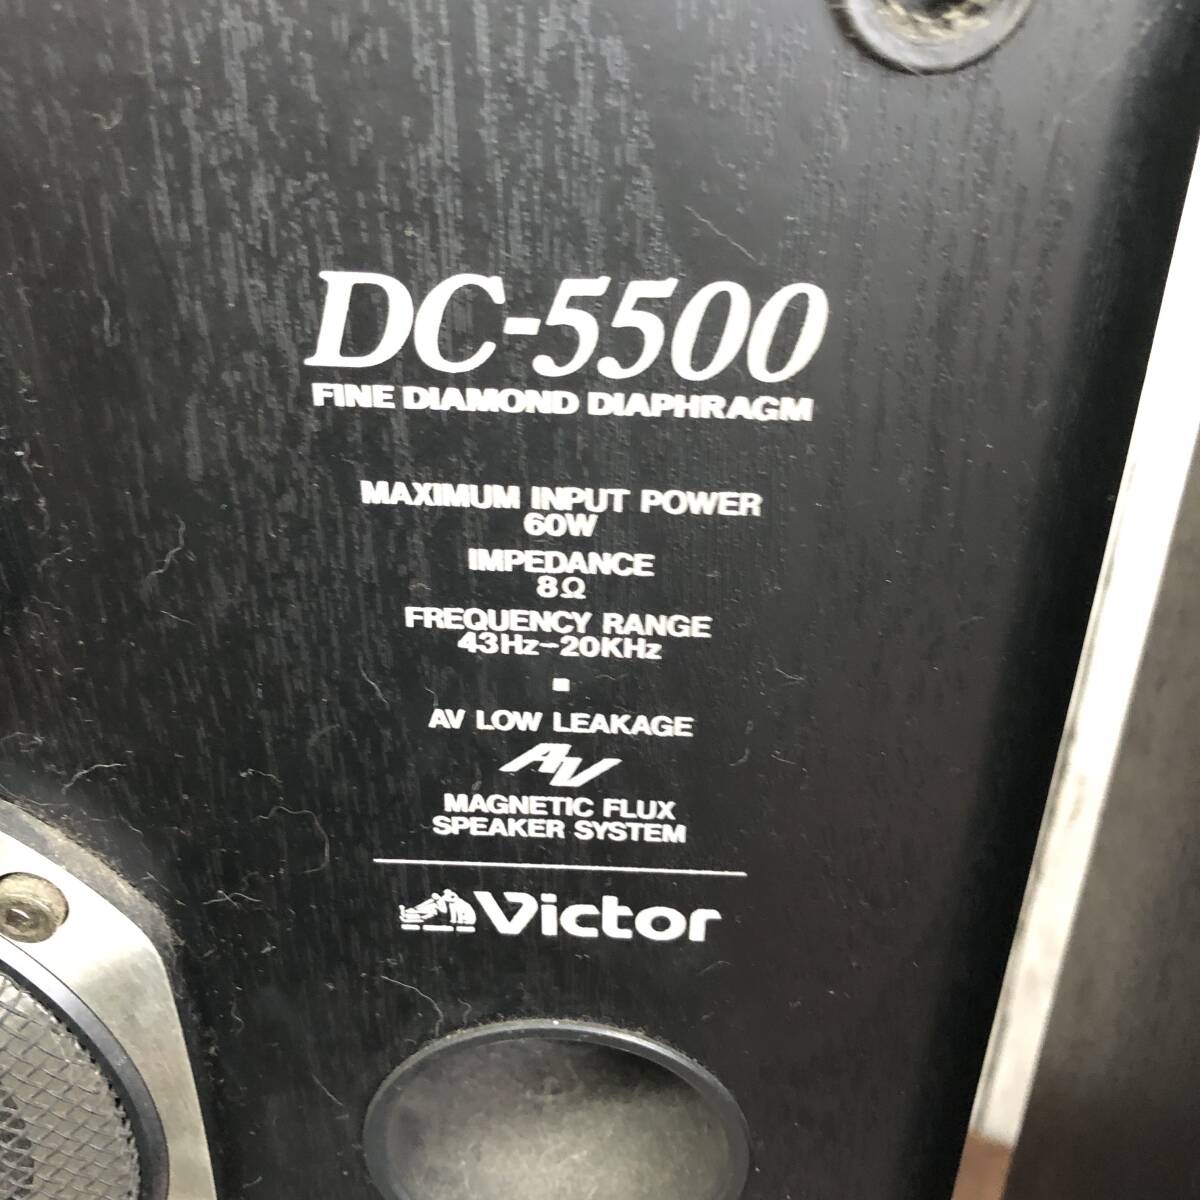 DC-5500
FINE DIAMOND DIAPHRAGM
MAXIMUM INPUT POWER
60W
IMPEDANCE
8Ω
FREQUENCY RANGE
43Hz-20KHz
AV LOW LEAKAGE
AV
MAGNETIC FLUX
SPEAKER SYSTEM
Victor